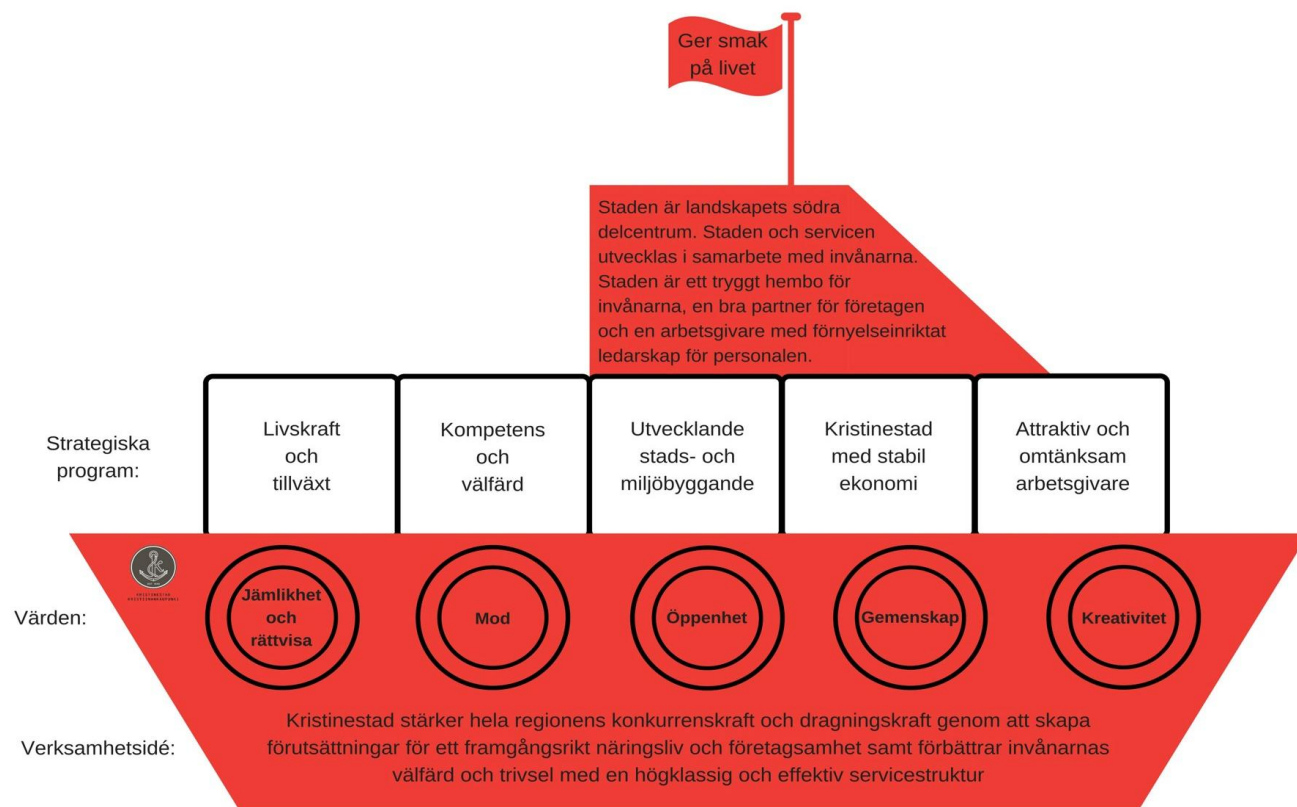 Ger smak
på livet
Staden är landskapets södra
delcentrum. Staden och servicen
utvecklas i samarbete med invånarna.
Staden är ett tryggt hembo för
invånarna, en bra partner för företagen
och en arbetsgivare med förnyelseinriktat
ledarskap för personalen.
Strategiska
program:
Livskraft
och
tillväxt
Kompetens
och
välfärd
Utvecklande
stads- och
miljöbyggande
Kristinestad
med stabil
ekonomi
Attraktiv och
omtänksam
arbetsgivare
Värden:
Jämlikhet
och
rättvisa
Mod
Öppenhet
Gemenskap
Kreativitet
Verksamhetsidé:
Kristinestad stärker hela regionens konkurrenskraft och dragningskraft genom att skapa
förutsättningar för ett framgångsrikt näringsliv och företagsamhet samt förbättrar invånarnas
välfärd och trivsel med en högklassig och effektiv servicestruktur